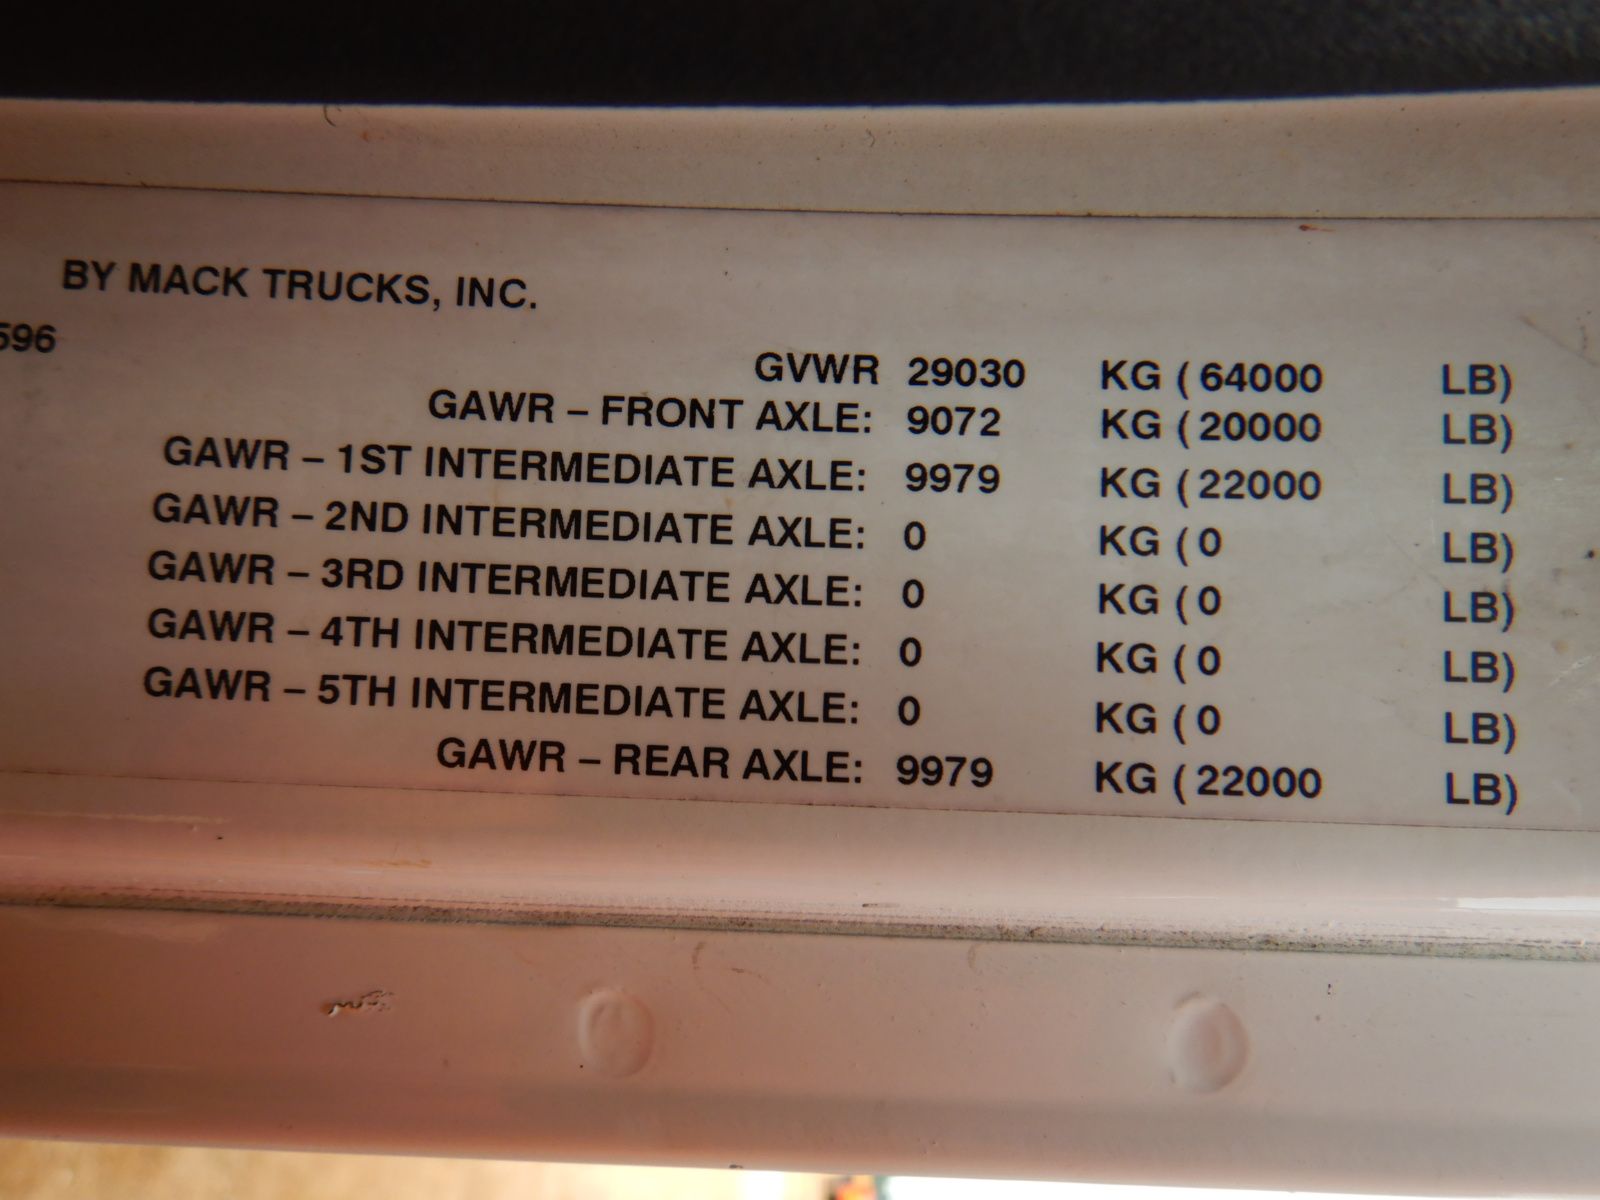 BY MACK TRUCKS, INC.
596
GVWR 29030 KG ( 64000 LB)
GAWR – FRONT AXLE: 9072 KG ( 20000 LB)
GAWR – 1ST INTERMEDIATE AXLE: 9979 KG ( 22000 LB)
GAWR – 2ND INTERMEDIATE AXLE: 0 KG ( 0 LB)
GAWR – 3RD INTERMEDIATE AXLE: 0 KG ( 0 LB)
GAWR – 4TH INTERMEDIATE AXLE: 0 KG ( 0 LB)
GAWR – 5TH INTERMEDIATE AXLE: 0 KG ( 0 LB)
GAWR – REAR AXLE: 9979 KG ( 22000 LB)